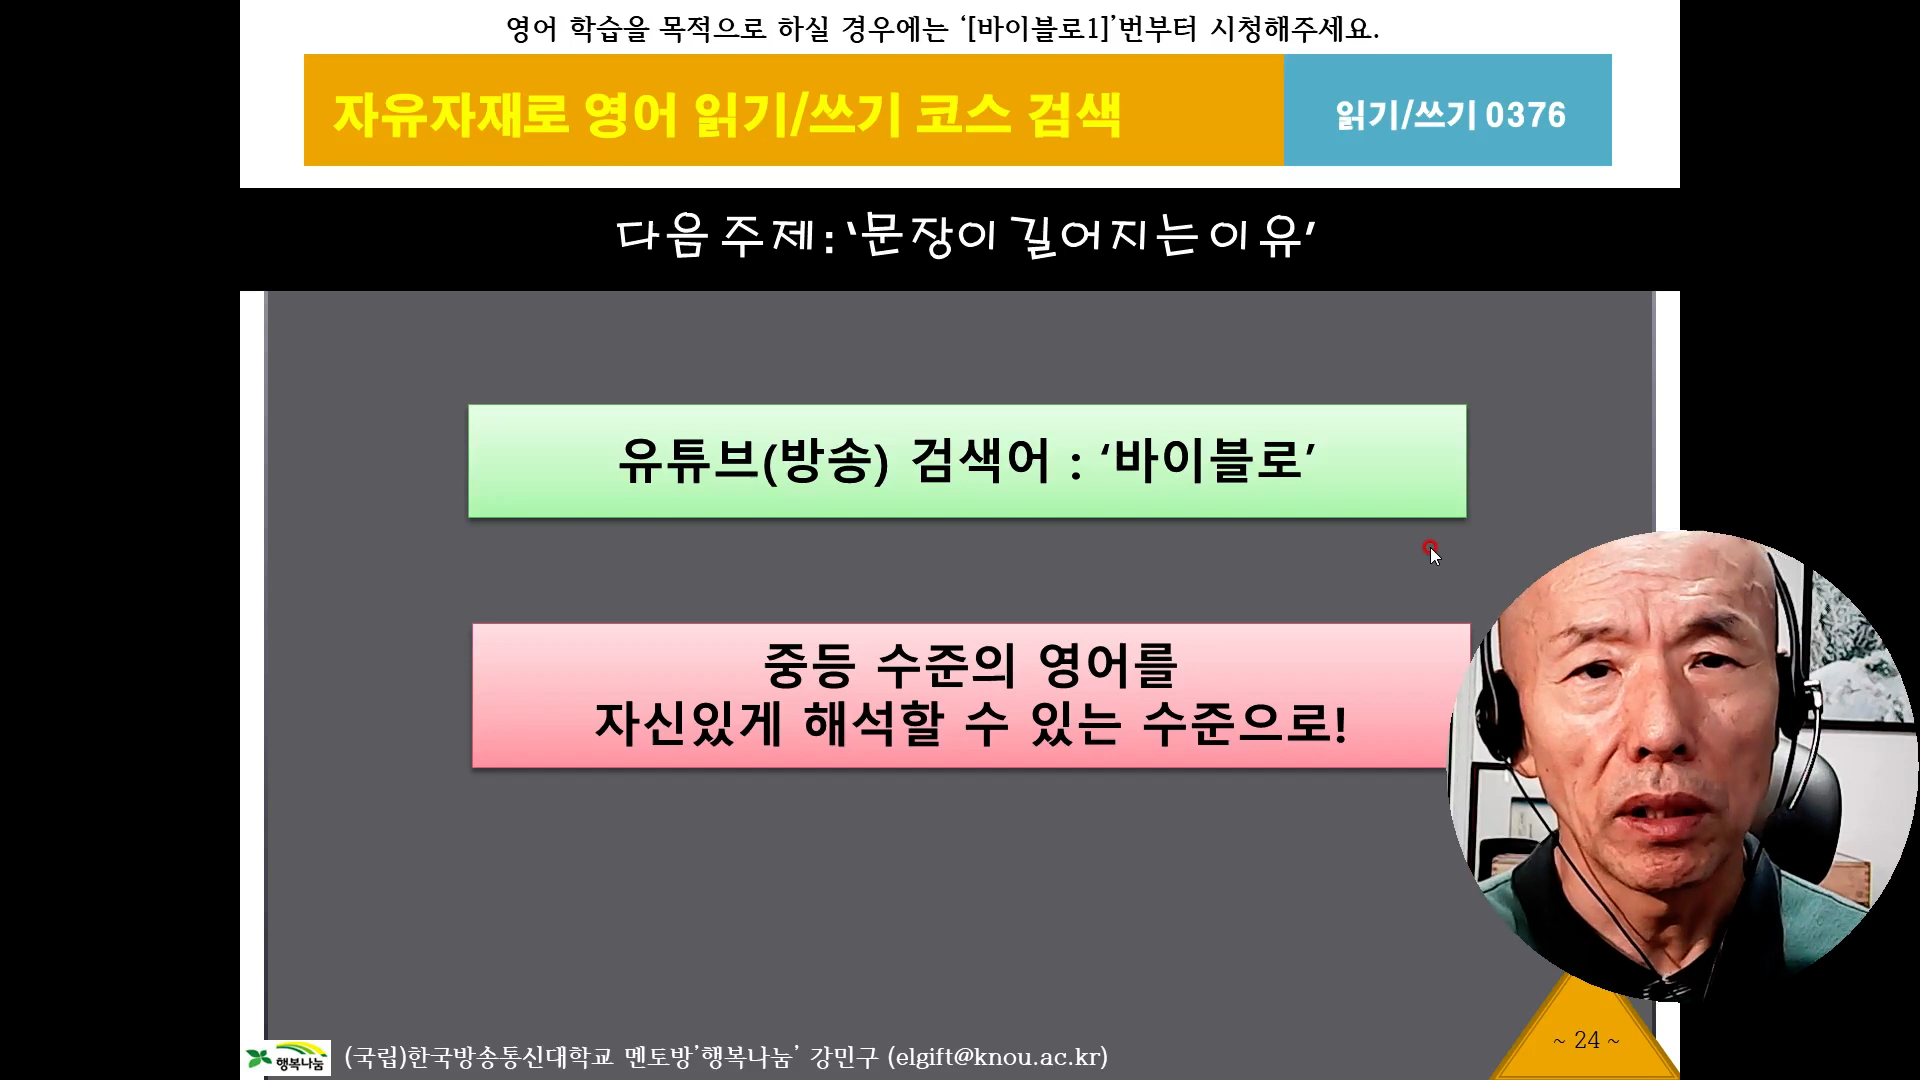 영어 학습을 목적으로 하실 경우에는 ‘[바이블로1]’번부터 시청해주세요.
자유자재로 영어 읽기/쓰기 코스 검색
읽기/쓰기 0376
다음 주제 : ‘문장이 길어지는 이유’
유튜브(방송) 검색어 : ‘바이블로’
중등 수준의 영어를
자신있게 해석할 수 있는 수준으로!
~ 24 ~
행복나눔
(국립)한국방송통신대학교 멘토방’행복나눔’ 강민구 (elgift@knou.ac.kr)